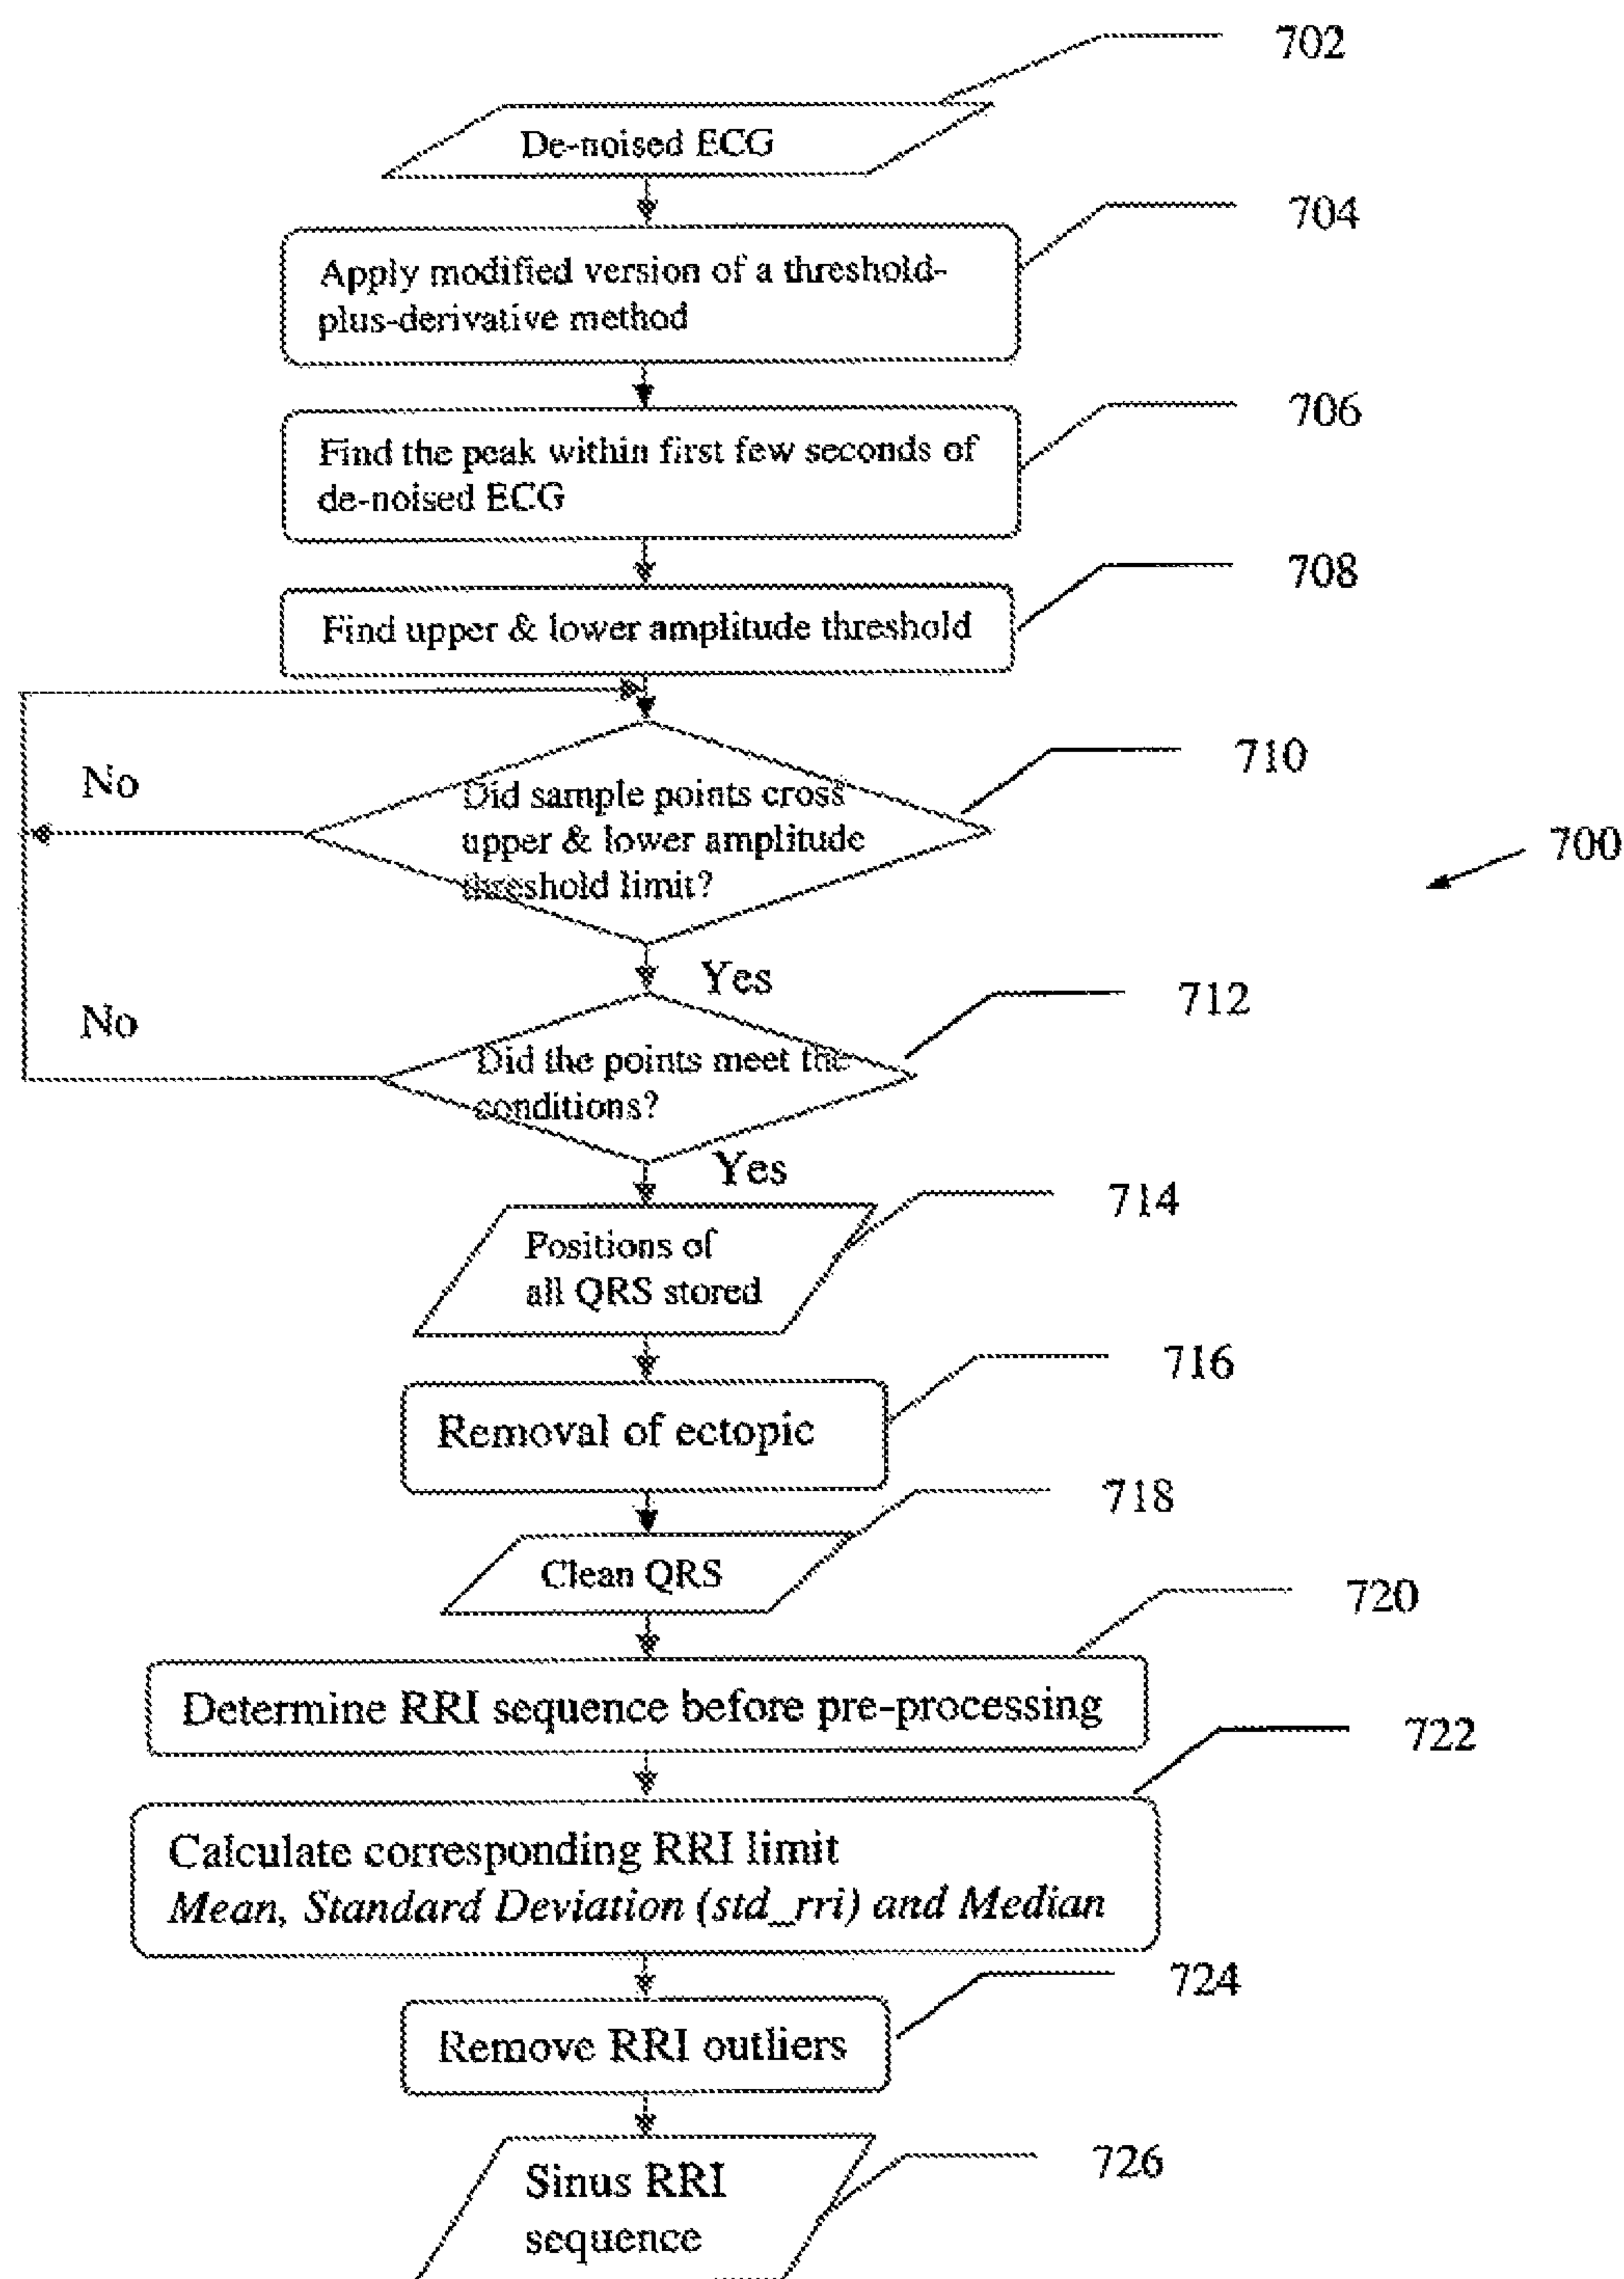 702
De-noised ECG
704
Apply modified version of a threshold-
plus-derivative method
706
Find the peak within first few seconds of
de-noised ECG
708
Find upper & lower amplitude threshold
No
710
Did sample points cross
upper & lower amplitude
threshold limit?
700
Yes
No
712
Did the points meet the
conditions?
Yes
714
Positions of
all QRS stored
716
Removal of ectopic
718
Clean QRS
720
Determine RRI sequence before pre-processing
722
Calculate corresponding RRI limit
Mean, Standard Deviation (std_rri) and Median
724
Remove RRI outliers
726
Sinus RRI
sequence